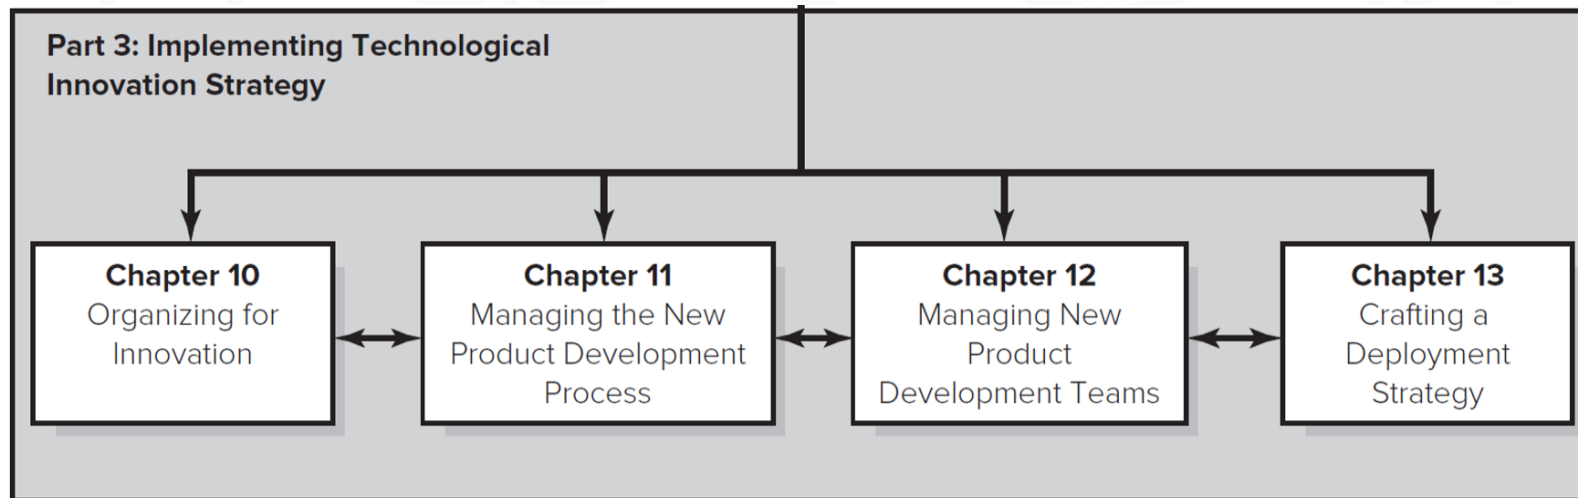 Part 3: Implementing Technological
Innovation Strategy
Chapter 10
Organizing for
Innovation
Chapter 11
Managing the New
Product Development
Process
Chapter 12
Managing New
Product
Development Teams
Chapter 13
Crafting a
Deployment
Strategy